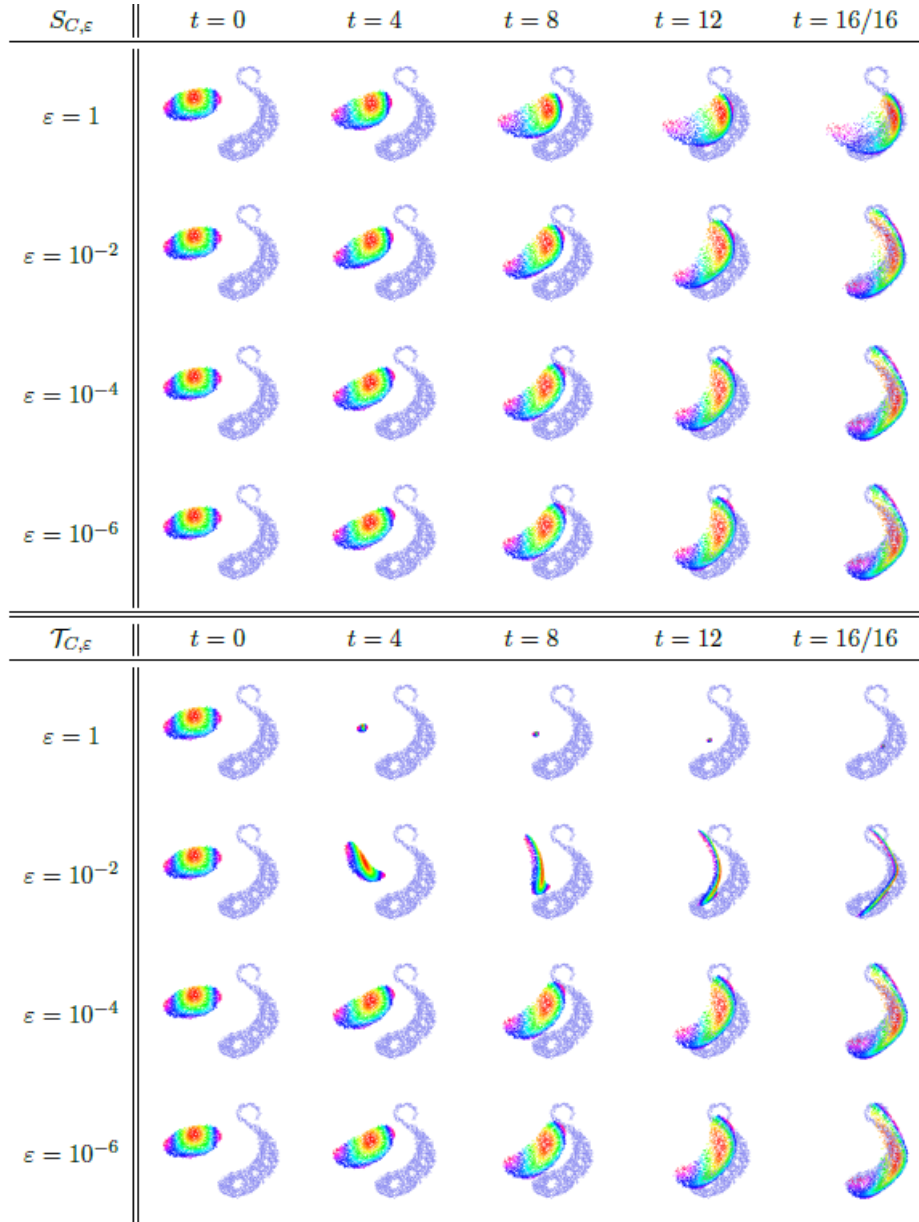 S_{C,ε} t = 0 t = 4 t = 8 t = 12 t = 16/16
ε = 1
ε = 10⁻²
ε = 10⁻⁴
ε = 10⁻⁶
𝒯_{C,ε} t = 0 t = 4 t = 8 t = 12 t = 16/16
ε = 1
ε = 10⁻²
ε = 10⁻⁴
ε = 10⁻⁶